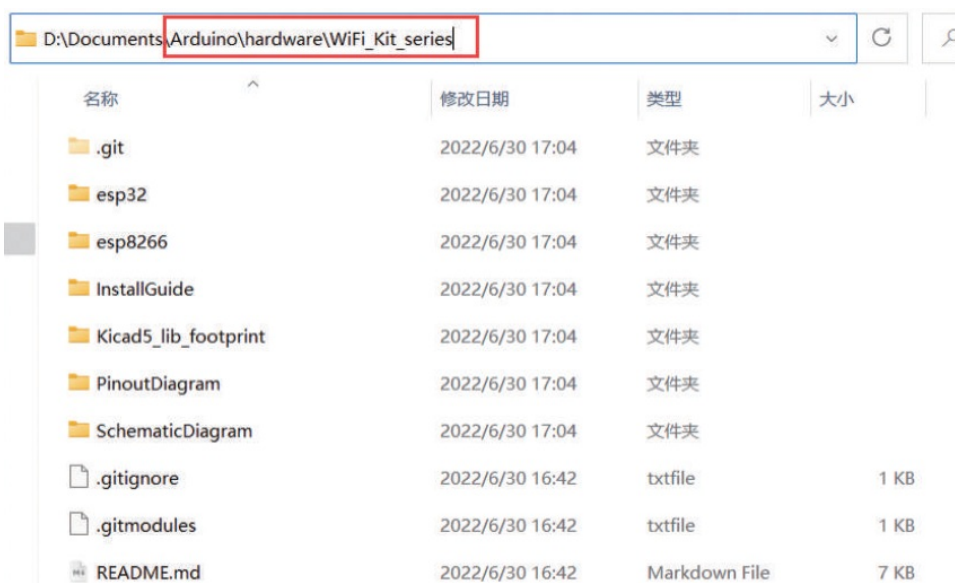 D:\Documents\Arduino\hardware\WiFi_Kit_series
名称 修改日期 类型 大小
.git 2022/6/30 17:04 文件夹
esp32 2022/6/30 17:04 文件夹
esp8266 2022/6/30 17:04 文件夹
InstallGuide 2022/6/30 17:04 文件夹
Kicad5_lib_footprint 2022/6/30 17:04 文件夹
PinoutDiagram 2022/6/30 17:04 文件夹
SchematicDiagram 2022/6/30 17:04 文件夹
.gitignore 2022/6/30 16:42 txtfile 1 KB
.gitmodules 2022/6/30 16:42 txtfile 1 KB
README.md 2022/6/30 16:42 Markdown File 7 KB